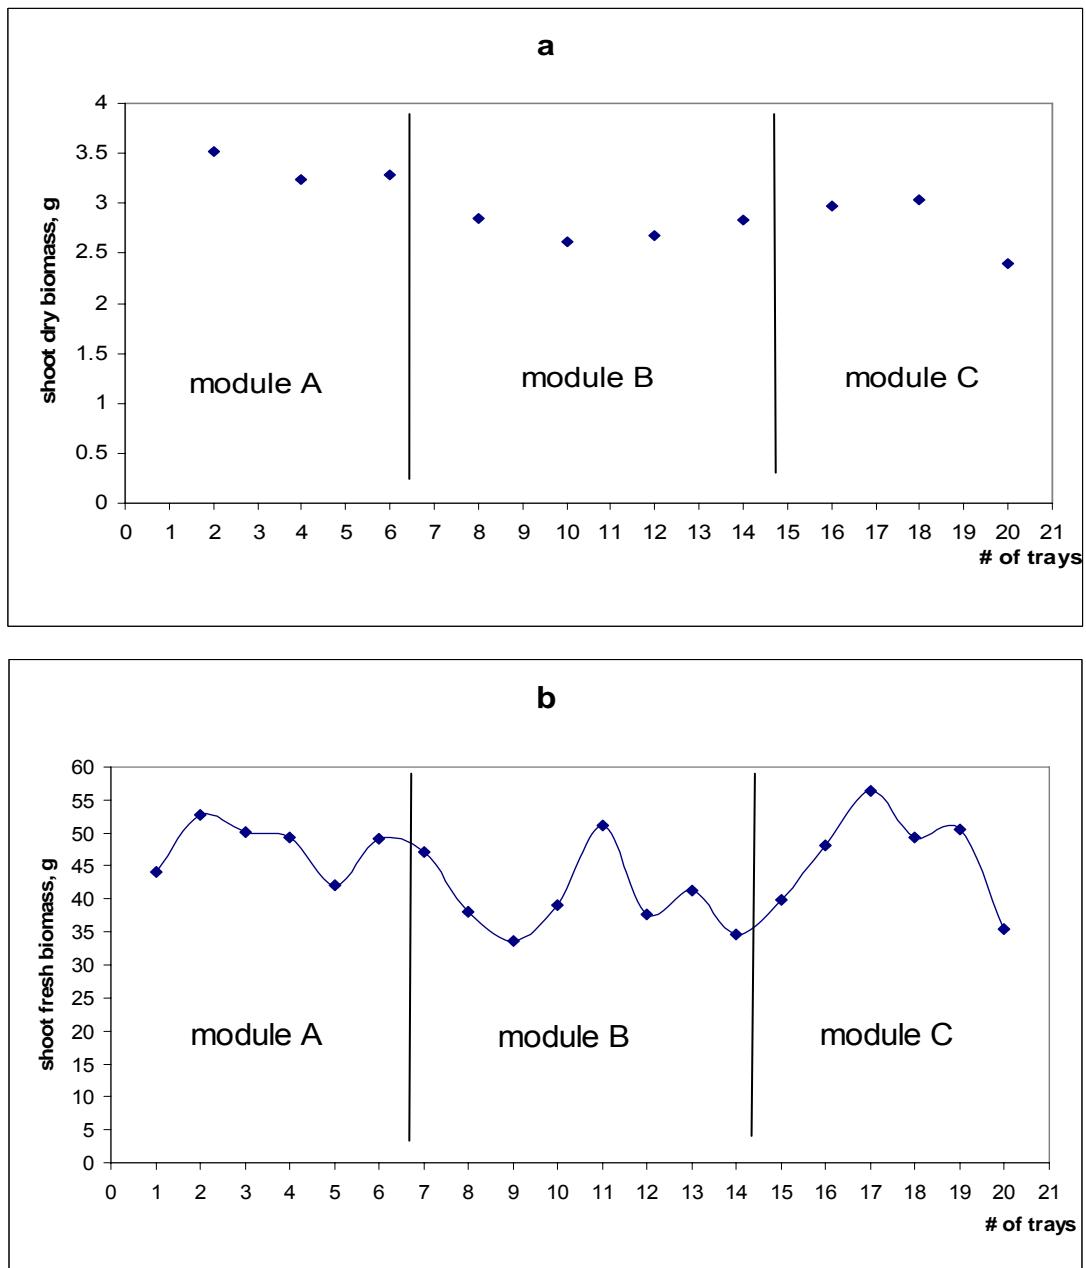 a
shoot dry biomass, g
4
3.5
3
2.5
2
1.5
1
0.5
0
module A
module B
module C
0 1 2 3 4 5 6 7 8 9 10 11 12 13 14 15 16 17 18 19 20 21
# of trays
b
shoot fresh biomass, g
60
55
50
45
40
35
30
25
20
15
10
5
0
module A
module B
module C
0 1 2 3 4 5 6 7 8 9 10 11 12 13 14 15 16 17 18 19 20 21
# of trays